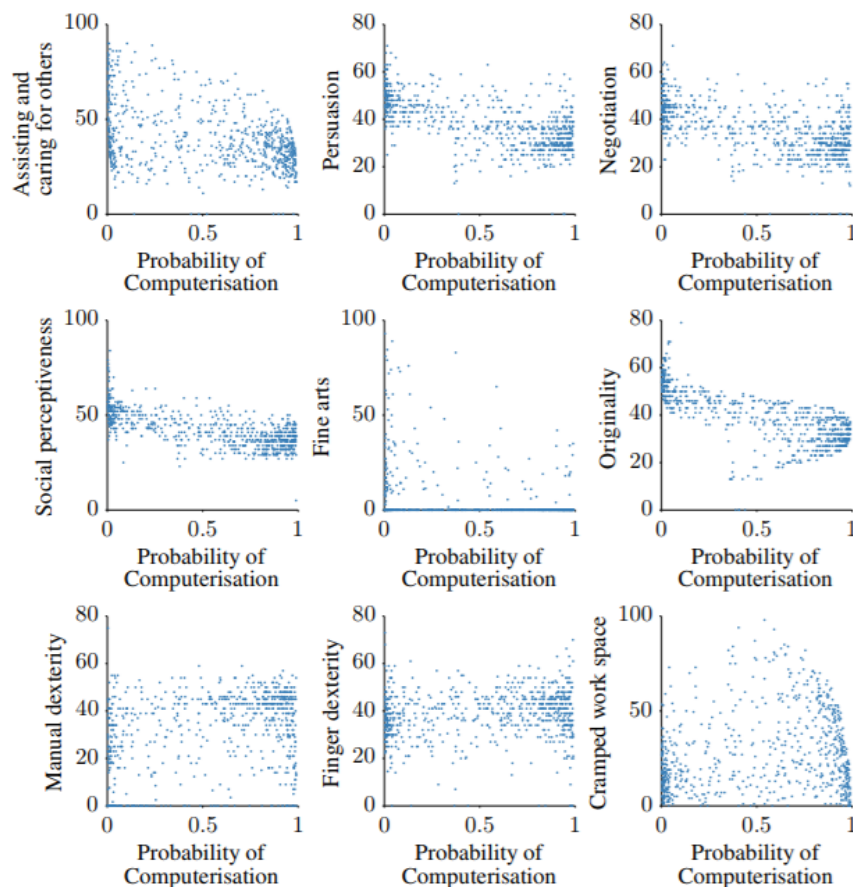 100
50
0
Assisting and
caring for others
0 0.5 1
Probability of
Computerisation
80
60
40
20
0
Persuasion
0 0.5 1
Probability of
Computerisation
80
60
40
20
0
Negotiation
0 0.5 1
Probability of
Computerisation
100
50
0
Social perceptiveness
0 0.5 1
Probability of
Computerisation
100
50
0
Fine arts
0 0.5 1
Probability of
Computerisation
80
60
40
20
0
Originality
0 0.5 1
Probability of
Computerisation
80
60
40
20
0
Manual dexterity
0 0.5 1
Probability of
Computerisation
80
60
40
20
0
Finger dexterity
0 0.5 1
Probability of
Computerisation
100
50
0
Cramped work space
0 0.5 1
Probability of
Computerisation